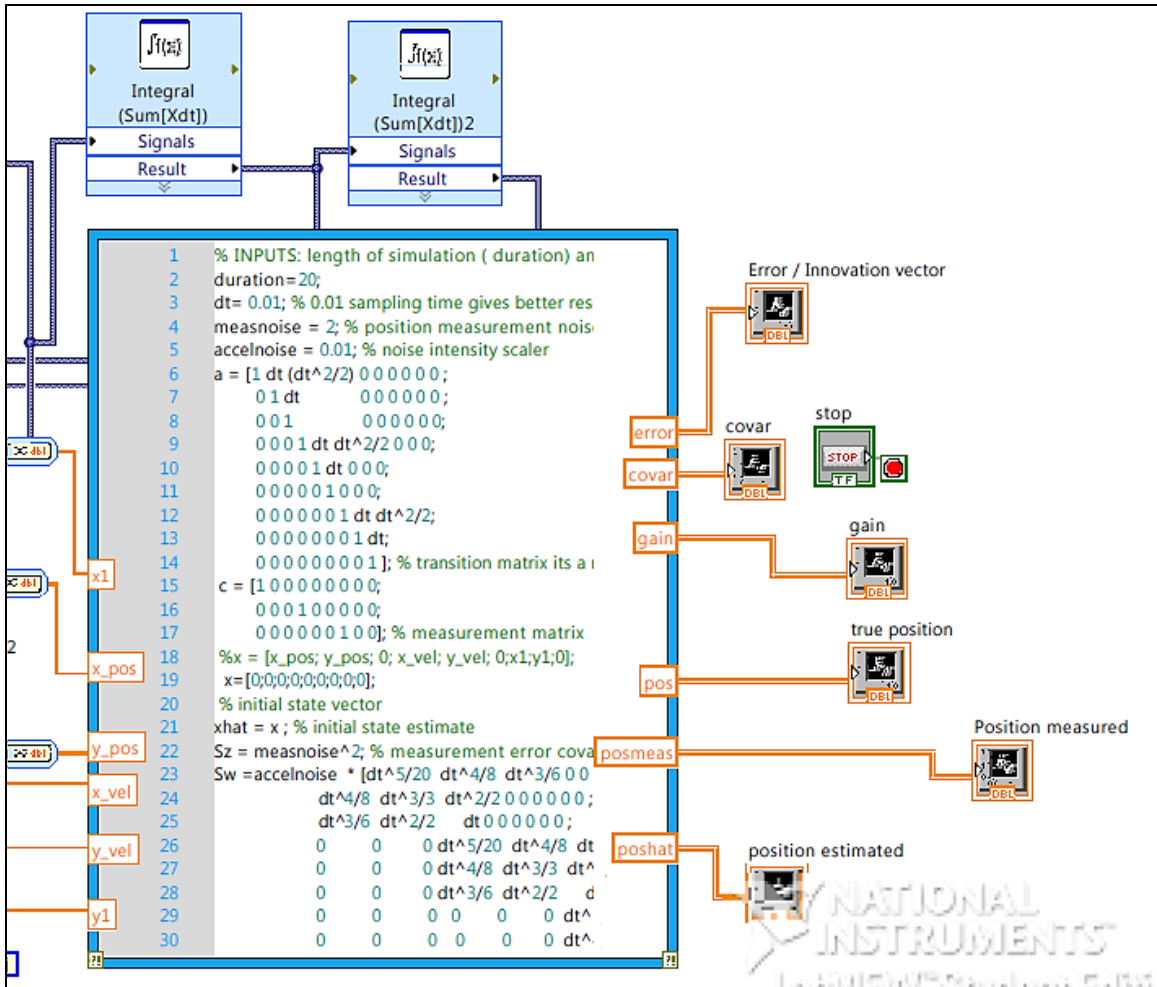 ∫f(x)
Integral
(Sum[Xdt])
Signals
Result
∫f(x)
Integral
(Sum[Xdt])2
Signals
Result
1 % INPUTS: length of simulation ( duration) an
2 duration=20;
3 dt= 0.01; % 0.01 sampling time gives better res
4 measnoise = 2; % position measurement nois
5 accelnoise = 0.01; % noise intensity scaler
6 a = [1 dt (dt^2/2) 0 0 0 0 0 0 ;
7 0 1 dt 0 0 0 0 0 0 ;
8 0 0 1 0 0 0 0 0 0;
9 0 0 0 1 dt dt^2/2 0 0 0;
10 0 0 0 0 1 dt 0 0 0;
11 0 0 0 0 0 1 0 0 0;
12 0 0 0 0 0 0 1 dt dt^2/2;
13 0 0 0 0 0 0 0 1 dt;
14 0 0 0 0 0 0 0 0 1 ]; % transition matrix its a
15 c = [1 0 0 0 0 0 0 0 0;
16 0 0 0 1 0 0 0 0 0;
17 0 0 0 0 0 0 1 0 0]; % measurement matrix
18 %x = [x_pos; y_pos; 0; x_vel; y_vel; 0;x1;y1;0];
19 x=[0;0;0;0;0;0;0;0;0];
20 % initial state vector
21 xhat = x ; % initial state estimate
22 Sz = measnoise^2; % measurement error cova
23 Sw =accelnoise * [dt^5/20 dt^4/8 dt^3/6 0 0
24 dt^4/8 dt^3/3 dt^2/2 0 0 0 0 0 0 ;
25 dt^3/6 dt^2/2 dt 0 0 0 0 0 0 ;
26 0 0 0 dt^5/20 dt^4/8 dt
27 0 0 0 dt^4/8 dt^3/3 dt^
28 0 0 0 dt^3/6 dt^2/2 d
29 0 0 0 0 0 0 dt^
30 0 0 0 0 0 0 dt^
dbl
x1
dbl
2
x_pos
dbl
y_pos
x_vel
y_vel
y1
error
covar
gain
pos
posmeas
poshat
Error / Innovation vector
DBL
covar
DBL
stop
STOP
TF
gain
DBL
true position
DBL
Position measured
DBL
position estimated
NATIONAL
INSTRUMENTS